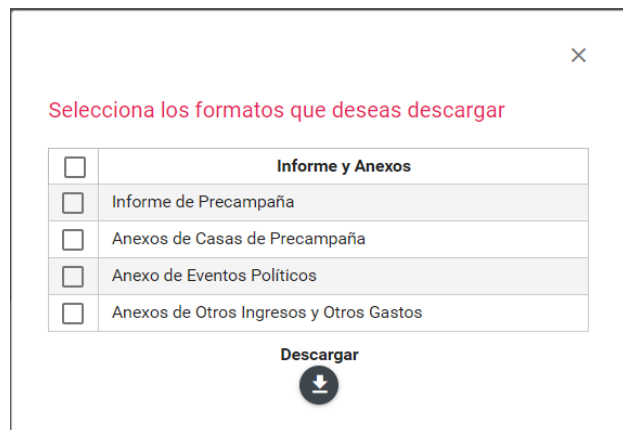 Selecciona los formatos que deseas descargar
Informe y Anexos
Informe de Precampaña
Anexos de Casas de Precampaña
Anexo de Eventos Políticos
Anexos de Otros Ingresos y Otros Gastos
Descargar